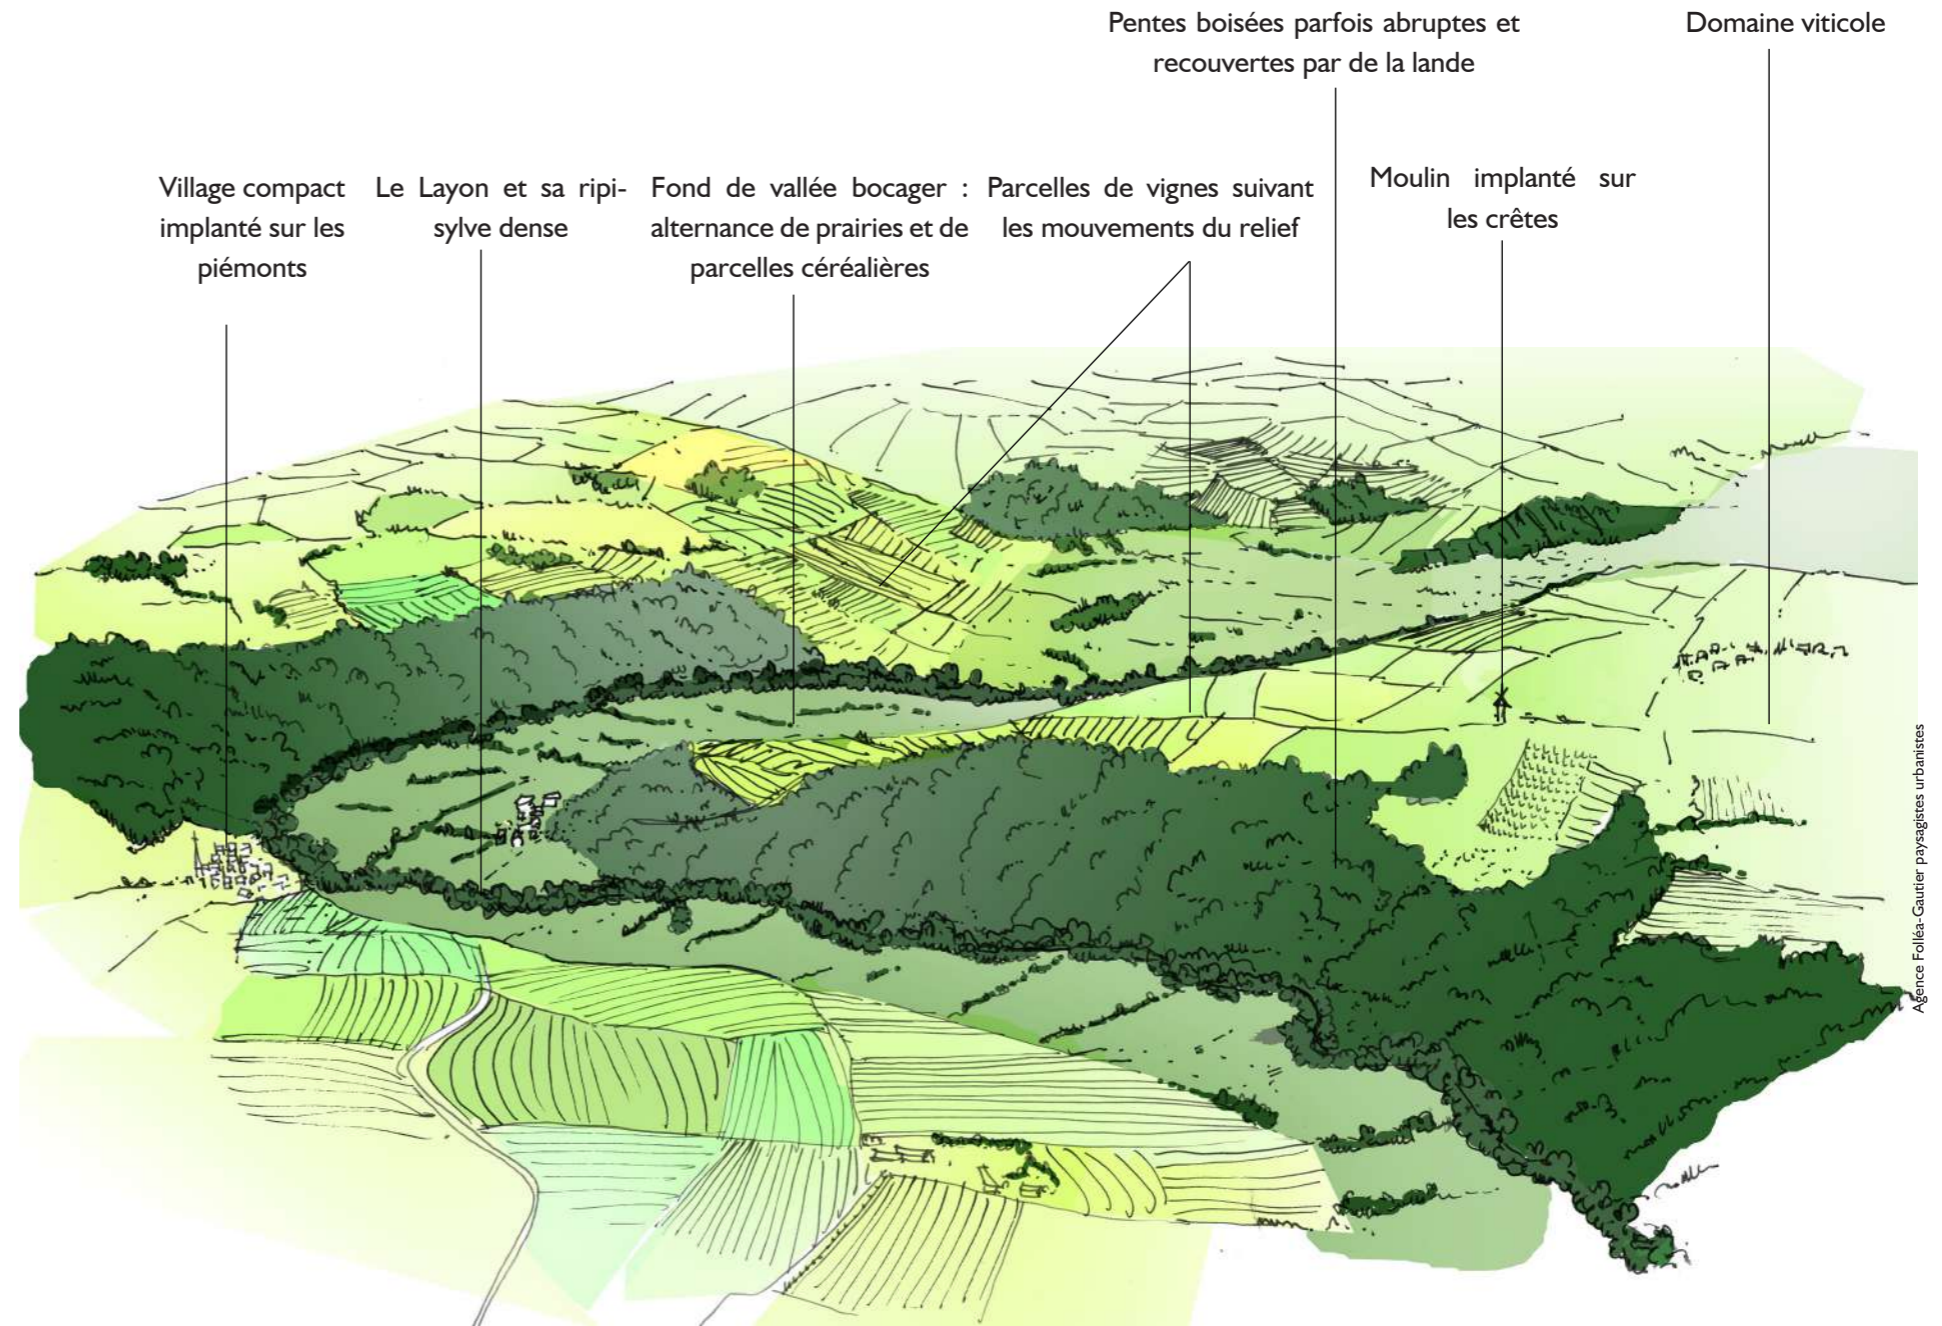 Pentes boisées parfois abruptes et
recouvertes par de la lande
Domaine viticole
Village compact
implanté sur les
piémonts
Le Layon et sa ripi-
sylve dense
Fond de vallée bocager :
alternance de prairies et de
parcelles céréalières
Parcelles de vignes suivant
les mouvements du relief
Moulin implanté sur
les crêtes
Agence Folléa-Gautier paysagistes urbanistes